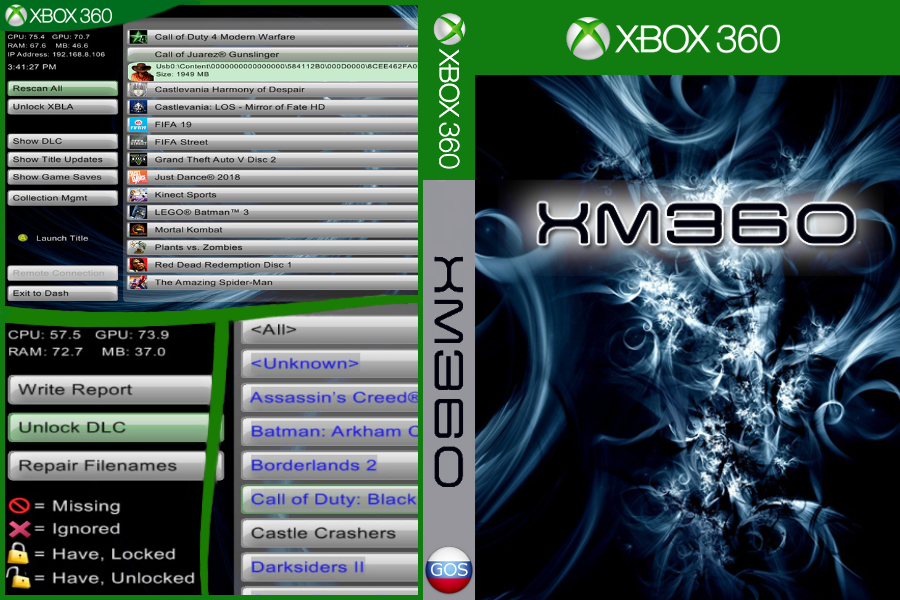 XBOX 360
CPU: 75.4 GPU: 70.7
RAM: 67.6 MB: 46.6
IP Address: 192.168.8.106
3:41:27 PM
Rescan All
Unlock XBLA
Show DLC
Show Title Updates
Show Game Saves
Collection Mgmt
Launch Title
Remote Connection
Exit to Dash
Call of Duty 4 Modern Warfare
Call of Juarez® Gunslinger
Usb0:\Content\0000000000000000\584112B0\000D0000\8CEE462FA0
Size: 1949 MB
Castlevania Harmony of Despair
Castlevania: LOS - Mirror of Fate HD
FIFA 19
FIFA Street
Grand Theft Auto V Disc 2
Just Dance® 2018
Kinect Sports
LEGO® Batman™ 3
Mortal Kombat
Plants vs. Zombies
Red Dead Redemption Disc 1
The Amazing Spider-Man
CPU: 57.5 GPU: 73.9
RAM: 72.7 MB: 37.0
Write Report
Unlock DLC
Repair Filenames
= Missing
= Ignored
= Have, Locked
= Have, Unlocked
<All>
<Unknown>
Assassin's Creed®
Batman: Arkham C
Borderlands 2
Call of Duty: Black
Castle Crashers
Darksiders II
XBOX 360
XM360
GOS
XBOX 360
XM360